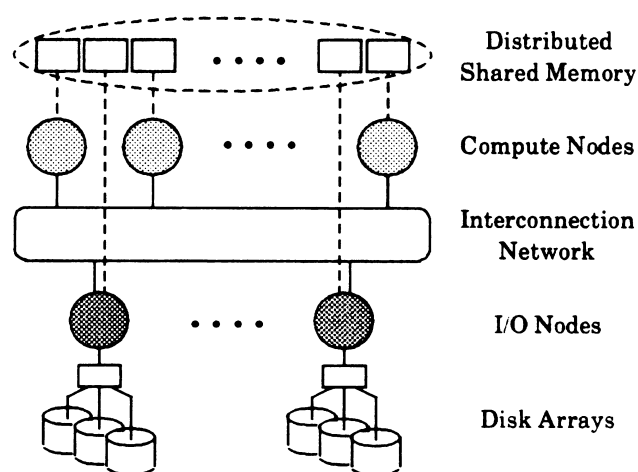 Distributed
Shared Memory
Compute Nodes
Interconnection
Network
I/O Nodes
Disk Arrays